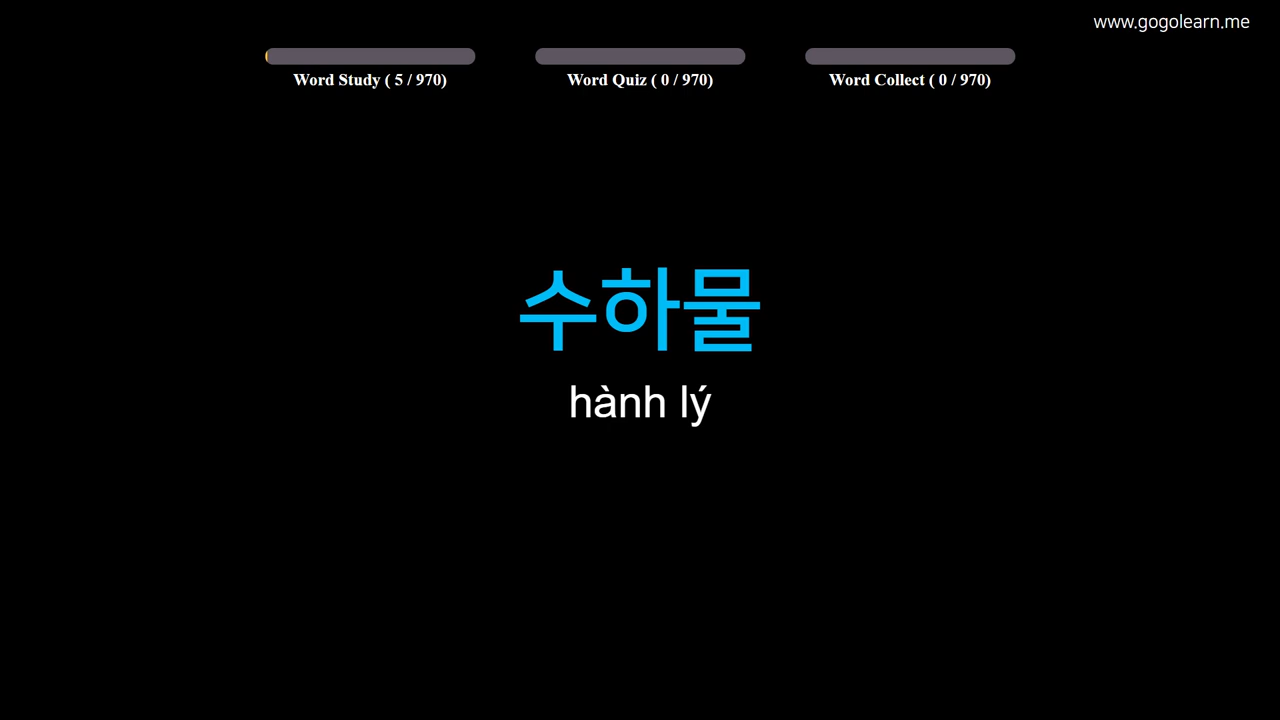 www.gogolearn.me
Word Study ( 5 / 970)
Word Quiz ( 0 / 970)
Word Collect ( 0 / 970)
수하물
hành lý